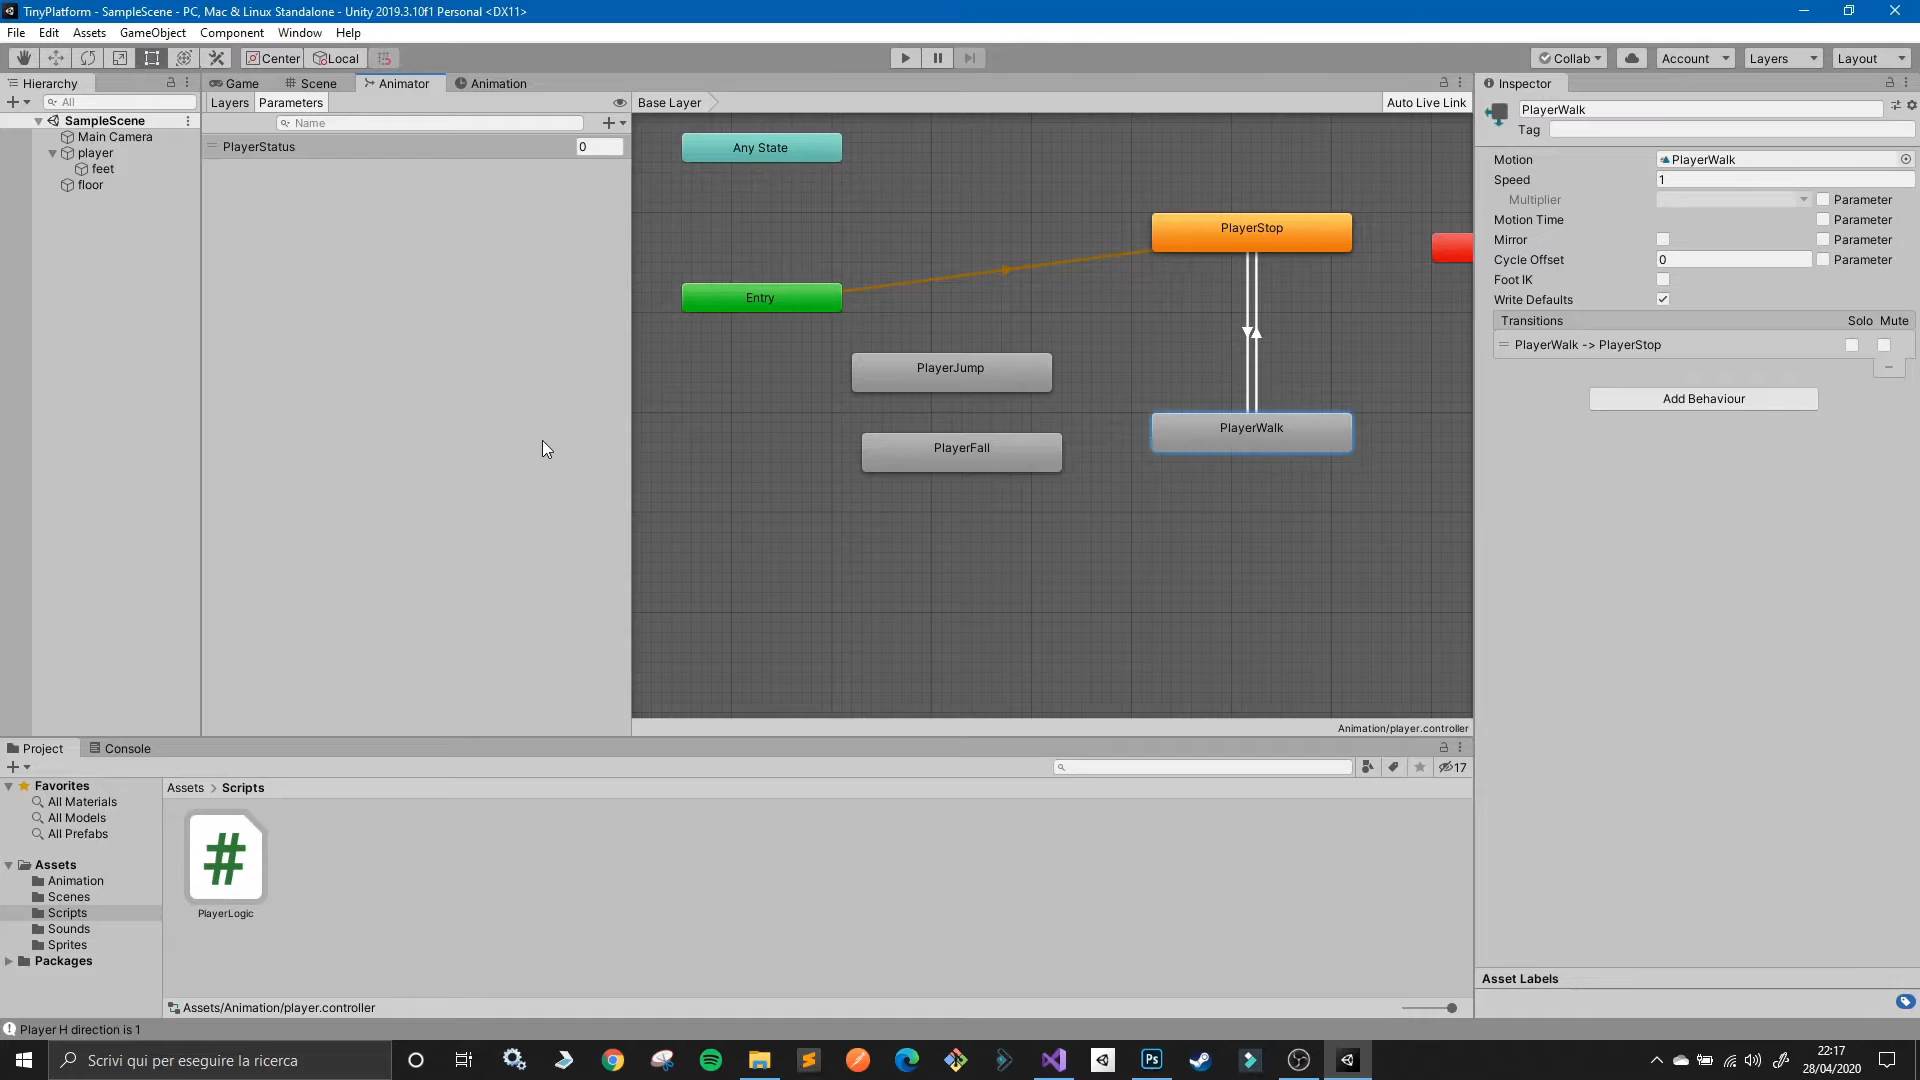 TinyPlatform - SampleScene - PC, Mac & Linux Standalone - Unity 2019.3.10f1 Personal <DX11>
File Edit Assets GameObject Component Window Help
Center Local Collab Account Layers Layout
Hierarchy
All
SampleScene
Main Camera
player
feet
floor
Game Scene Animator Animation
Layers Parameters
Name
PlayerStatus 0
Base Layer Auto Live Link
Any State
PlayerStop
Entry
PlayerJump
PlayerWalk
PlayerFall
Animation/player.controller
Inspector
PlayerWalk
Tag
Motion PlayerWalk
Speed 1
Multiplier Parameter
Motion Time Parameter
Mirror Parameter
Cycle Offset 0 Parameter
Foot IK
Write Defaults
Transitions Solo Mute
PlayerWalk -> PlayerStop
Add Behaviour
Asset Labels
Project Console
17
Favorites
All Materials
All Models
All Prefabs
Assets
Animation
Scenes
Scripts
Sounds
Sprites
Packages
Assets > Scripts
#
PlayerLogic
Assets/Animation/player.controller
Player H direction is 1
Scrivi qui per eseguire la ricerca
Ps
22:17
28/04/2020